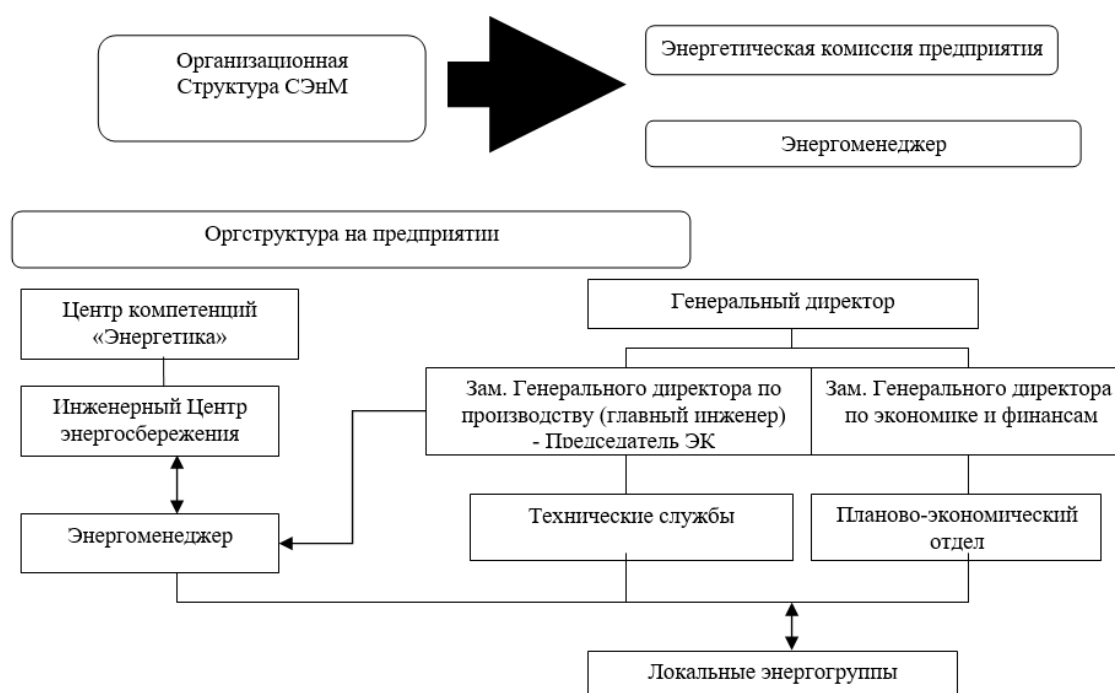 Организационная
Структура СЭнМ
Энергетическая комиссия предприятия
Энергоменеджер
Оргструктура на предприятии
Центр компетенций
«Энергетика»
Генеральный директор
Инженерный Центр
энергосбережения
Зам. Генерального директора по
производству (главный инженер)
- Председатель ЭК
Зам. Генерального директора
по экономике и финансам
Энергоменеджер
Технические службы
Планово-экономический
отдел
Локальные энергогруппы